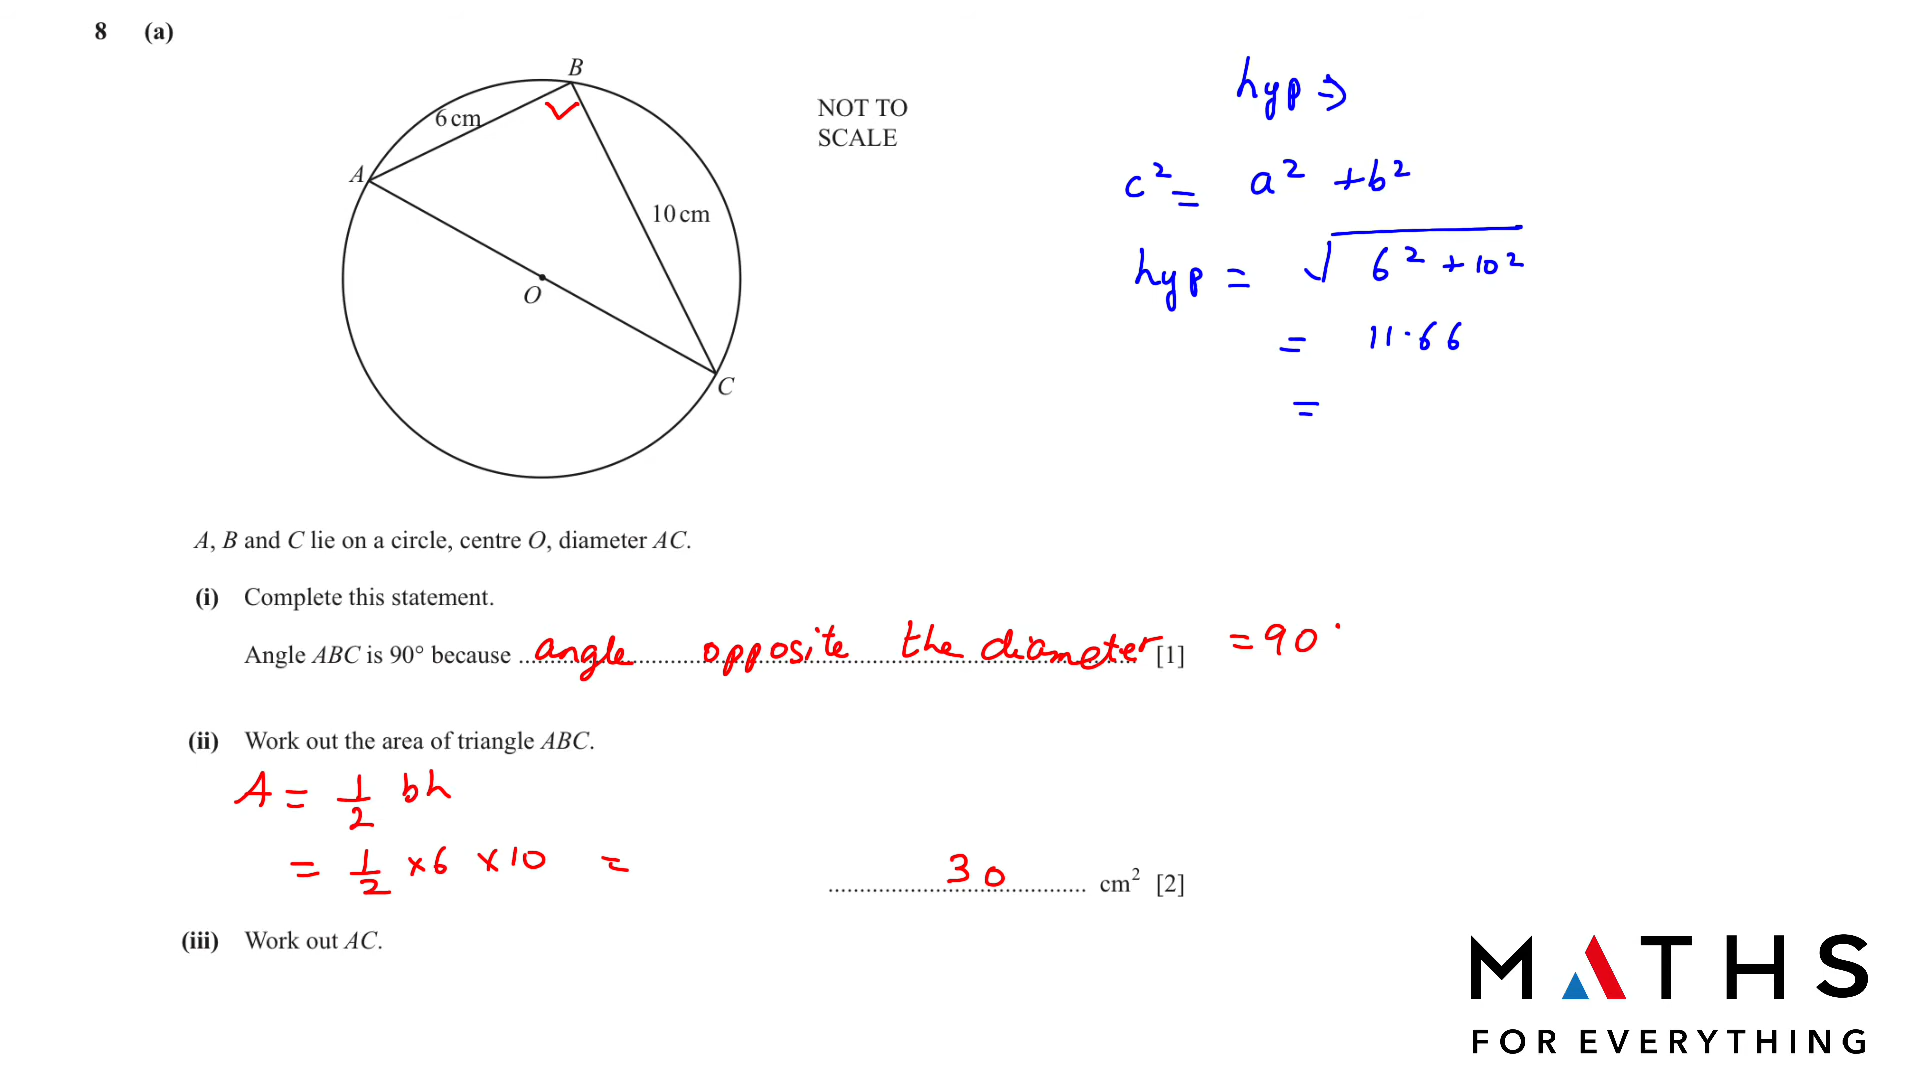 8 (a)
B
6 cm
A
10 cm
O
C
NOT TO
SCALE
hyp ⇒
c² = a² + b²
hyp = √6² + 10²
= 11.66
=
A, B and C lie on a circle, centre O, diameter AC.
(i) Complete this statement.
Angle ABC is 90° because angle opposite the diameter [1] = 90°
(ii) Work out the area of triangle ABC.
A = 1/2 bh
= 1/2 × 6 × 10 =
30 cm² [2]
(iii) Work out AC.
MATHS
FOR EVERYTHING